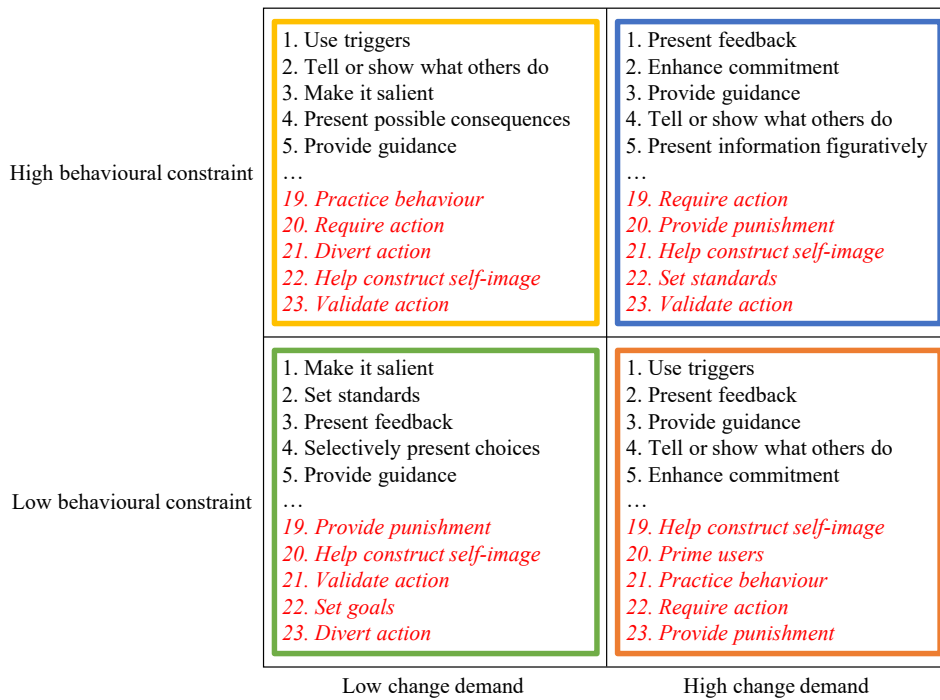 1. Use triggers
2. Tell or show what others do
3. Make it salient
4. Present possible consequences
5. Provide guidance
…
19. Practice behaviour
20. Require action
21. Divert action
22. Help construct self-image
23. Validate action
1. Present feedback
2. Enhance commitment
3. Provide guidance
4. Tell or show what others do
5. Present information figuratively
…
19. Require action
20. Provide punishment
21. Help construct self-image
22. Set standards
23. Validate action
High behavioural constraint
1. Make it salient
2. Set standards
3. Present feedback
4. Selectively present choices
5. Provide guidance
…
19. Provide punishment
20. Help construct self-image
21. Validate action
22. Set goals
23. Divert action
1. Use triggers
2. Present feedback
3. Provide guidance
4. Tell or show what others do
5. Enhance commitment
…
19. Help construct self-image
20. Prime users
21. Practice behaviour
22. Require action
23. Provide punishment
Low behavioural constraint
Low change demand
High change demand